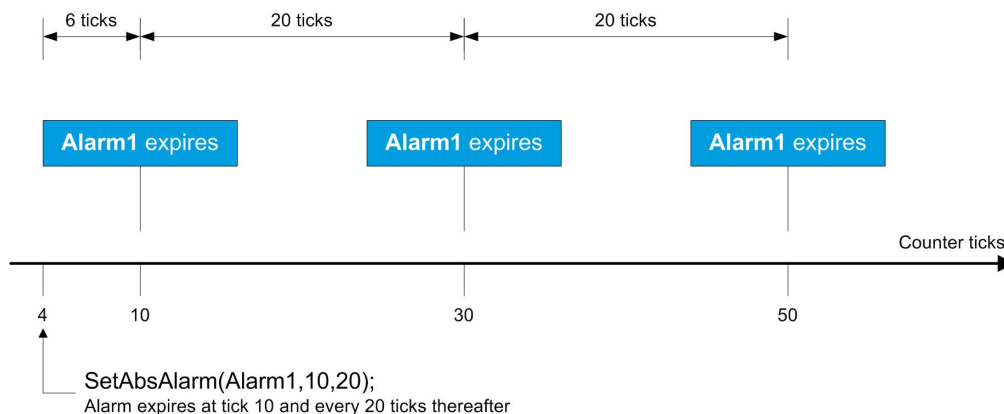 6 ticks
20 ticks
20 ticks
Alarm1 expires
Alarm1 expires
Alarm1 expires
Counter ticks
4
10
30
50
SetAbsAlarm(Alarm1,10,20);
Alarm expires at tick 10 and every 20 ticks thereafter